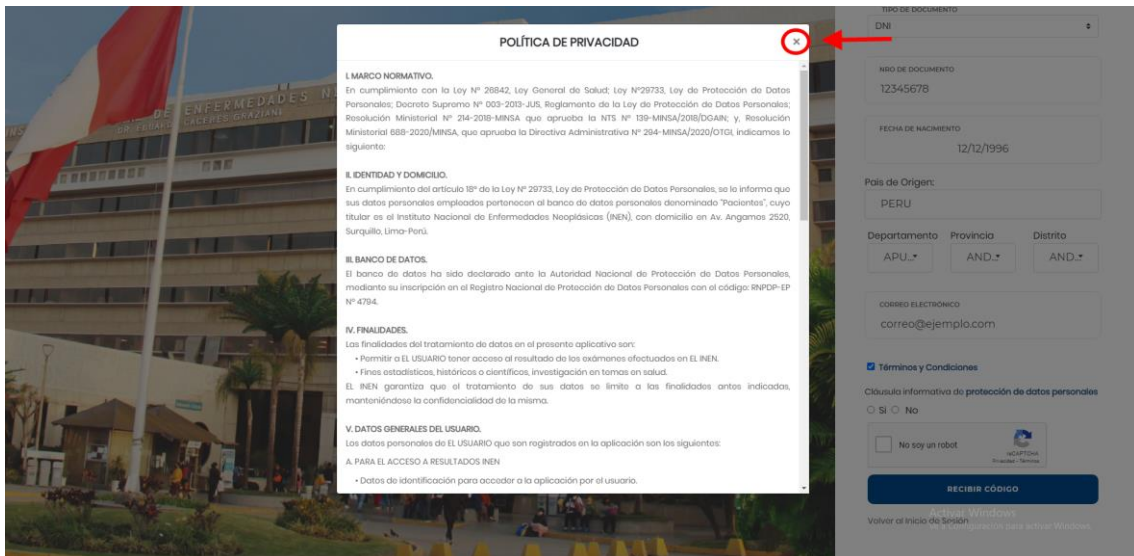 ENFERMEDADES
DR. EDUARDO CÁCERES GRAZIANI
POLÍTICA DE PRIVACIDAD
×
I. MARCO NORMATIVO.
En cumplimiento con la Ley Nº 26842, Ley General de Salud; Ley Nº29733, Ley de Protección de Datos
Personales; Decreto Supremo Nº 003-2013-JUS, Reglamento de la Ley de Protección de Datos Personales;
Resolución Ministerial Nº 214-2018-MINSA que aprueba la NTS Nº 139-MINSA/2018/DGAIN; y, Resolución
Ministerial 688-2020/MINSA, que aprueba la Directiva Administrativa Nº 294-MINSA/2020/OTGI, indicamos lo
siguiente:
II. IDENTIDAD Y DOMICILIO.
En cumplimiento del artículo 18° de la Ley Nº 29733, Ley de Protección de Datos Personales, se le informa que
sus datos personales empleados pertenecen al banco de datos personales denominado "Pacientes", cuyo
titular es el Instituto Nacional de Enfermedades Neoplásicas (INEN), con domicilio en Av. Angamos 2520,
Surquillo, Lima-Perú.
III. BANCO DE DATOS.
El banco de datos ha sido declarado ante la Autoridad Nacional de Protección de Datos Personales,
mediante su inscripción en el Registro Nacional de Protección de Datos Personales con el código: RNPDP-EP
Nº 4794.
IV. FINALIDADES.
Las finalidades del tratamiento de datos en el presente aplicativo son:
• Permitir a EL USUARIO tener acceso al resultado de los exámenes efectuados en EL INEN.
• Fines estadísticos, históricos o científicos, investigación en temas en salud.
EL INEN garantiza que el tratamiento de sus datos se limite a las finalidades antes indicadas,
manteniéndose la confidencialidad de la misma.
V. DATOS GENERALES DEL USUARIO.
Los datos personales de EL USUARIO que son registrados en la aplicación son los siguientes:
A. PARA EL ACCESO A RESULTADOS INEN
• Datos de identificación para acceder a la aplicación por el usuario.
TIPO DE DOCUMENTO
DNI
NRO DE DOCUMENTO
12345678
FECHA DE NACIMIENTO
12/12/1996
Pais de Origen:
PERU
Departamento Provincia Distrito
APU... AND... AND...
CORREO ELECTRÓNICO
correo@ejemplo.com
Términos y Condiciones
Cláusula informativa de protección de datos personales
Si No
No soy un robot
reCAPTCHA
Privacidad - Términos
RECIBIR CÓDIGO
Volver al Inicio de Sesión
Activar Windows
Ve a Configuración para activar Windows.